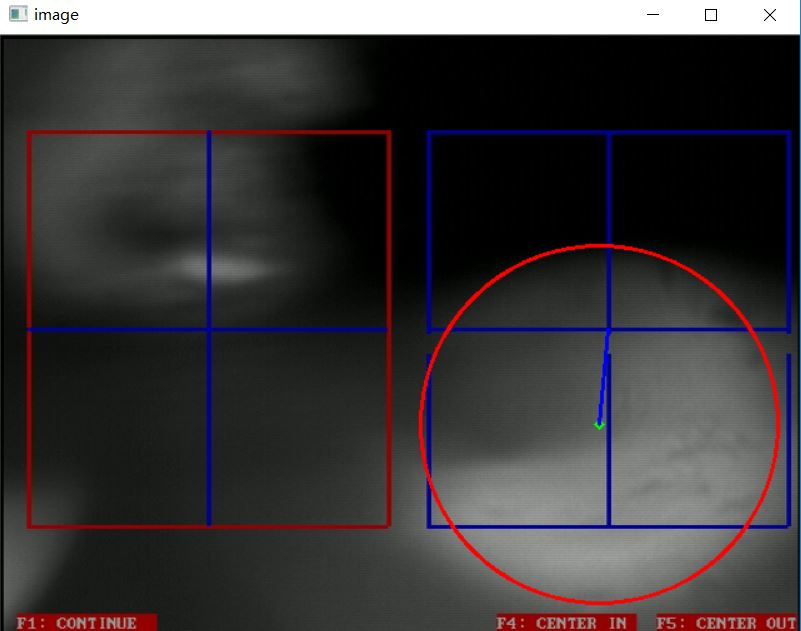 image
F1: CONTINUE
F4: CENTER IN
F5: CENTER OUT